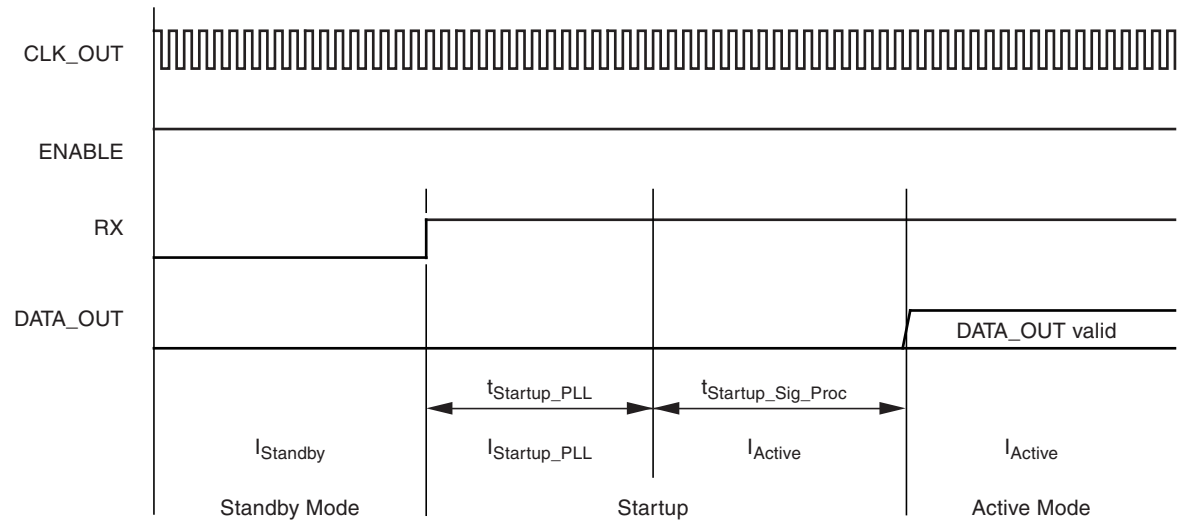 CLK_OUT
ENABLE
RX
DATA_OUT
DATA_OUT valid
tStartup_PLL
tStartup_Sig_Proc
IStandby
IStartup_PLL
IActive
IActive
Standby Mode
Startup
Active Mode